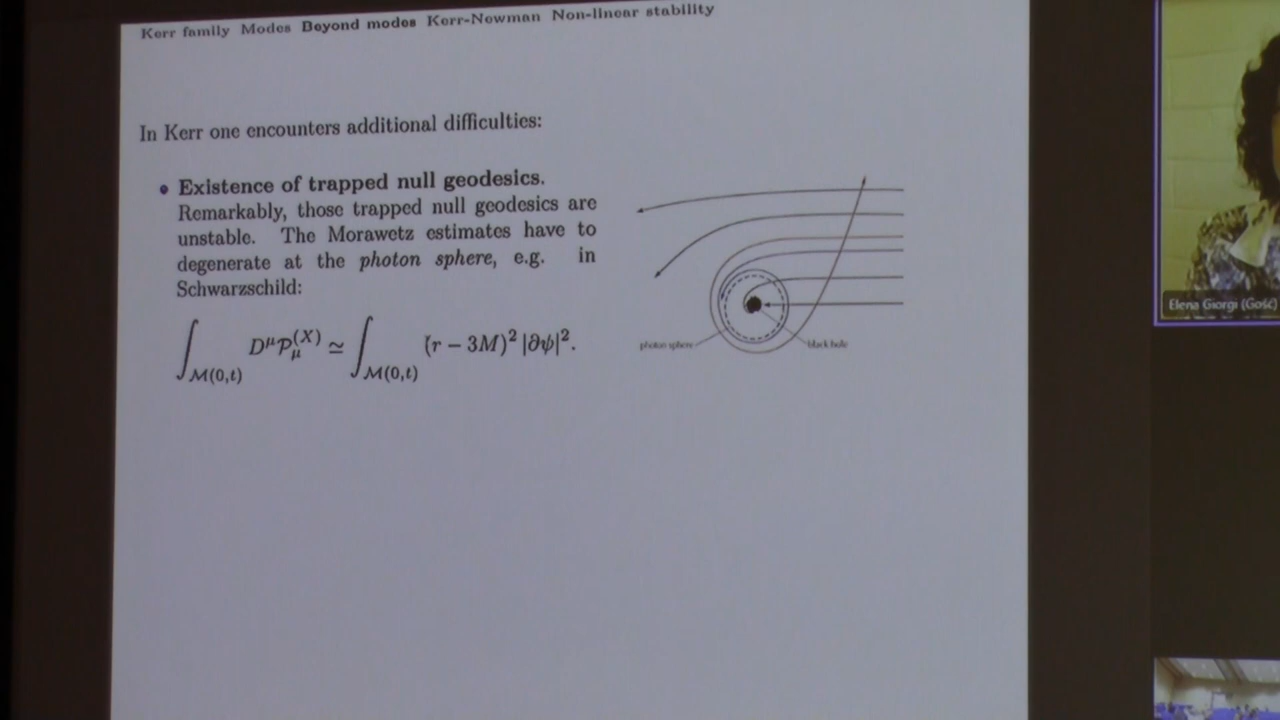 Kerr family Modes Beyond modes Kerr-Newman Non-linear stability
In Kerr one encounters additional difficulties:
• Existence of trapped null geodesics.
Remarkably, those trapped null geodesics are
unstable. The Morawetz estimates have to
degenerate at the photon sphere, e.g. in
Schwarzschild:
∫_{M(0,t)} D^μ P_μ^{(X)} ≃ ∫_{M(0,t)} (r − 3M)^2 |∂ψ|^2.
photon sphere
black hole
Elena Giorgi (Gość)